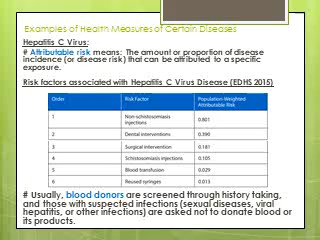 Examples of Health Measures of Certain Diseases
Hepatitis C Virus:
# Attributable risk means: The amount or proportion of disease
incidence (or disease risk) that can be attributed to a specific
exposure.
Risk factors associated with Hepatitis C Virus Disease (EDHS 2015)
Order Risk Factor Population-Weighted Attributable Risk
1 Non-schistosomiasis injections 0.801
2 Dental interventions 0.390
3 Surgical intervention 0.181
4 Schistosomiasis injections 0.105
5 Blood transfusion 0.029
6 Reused syringes 0.013
# Usually, blood donors are screened through history taking,
and those with suspected infections (sexual diseases, viral
hepatitis, or other infections) are asked not to donate blood or
its products.